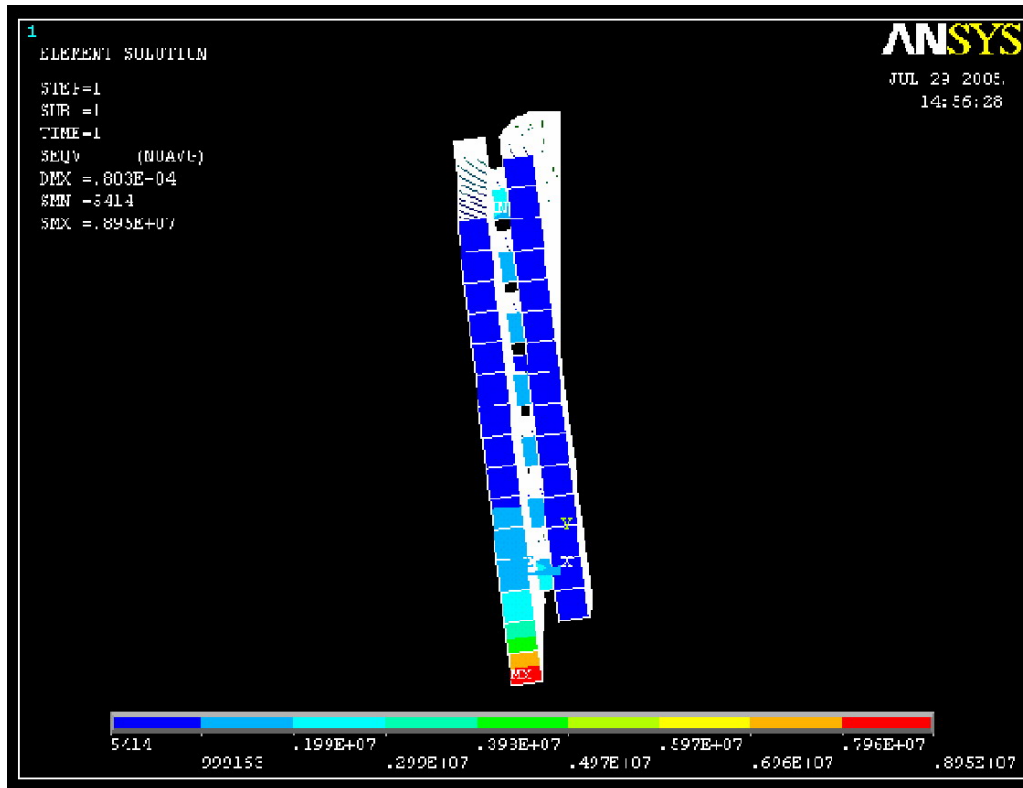 1
ELEMENT SOLUTION
ANSYS
JUL 29 2005
14:56:28
STEP=1
SUB =1
TIME=1
SEQV (NOAVG)
DMX =.803E-04
SMN =5414
SMX =.895E+07
MX
Y
X
5414 .199E+07 .398E+07 .597E+07 .796E+07
999153 .299E+07 .497E+07 .696E+07 .895E+07